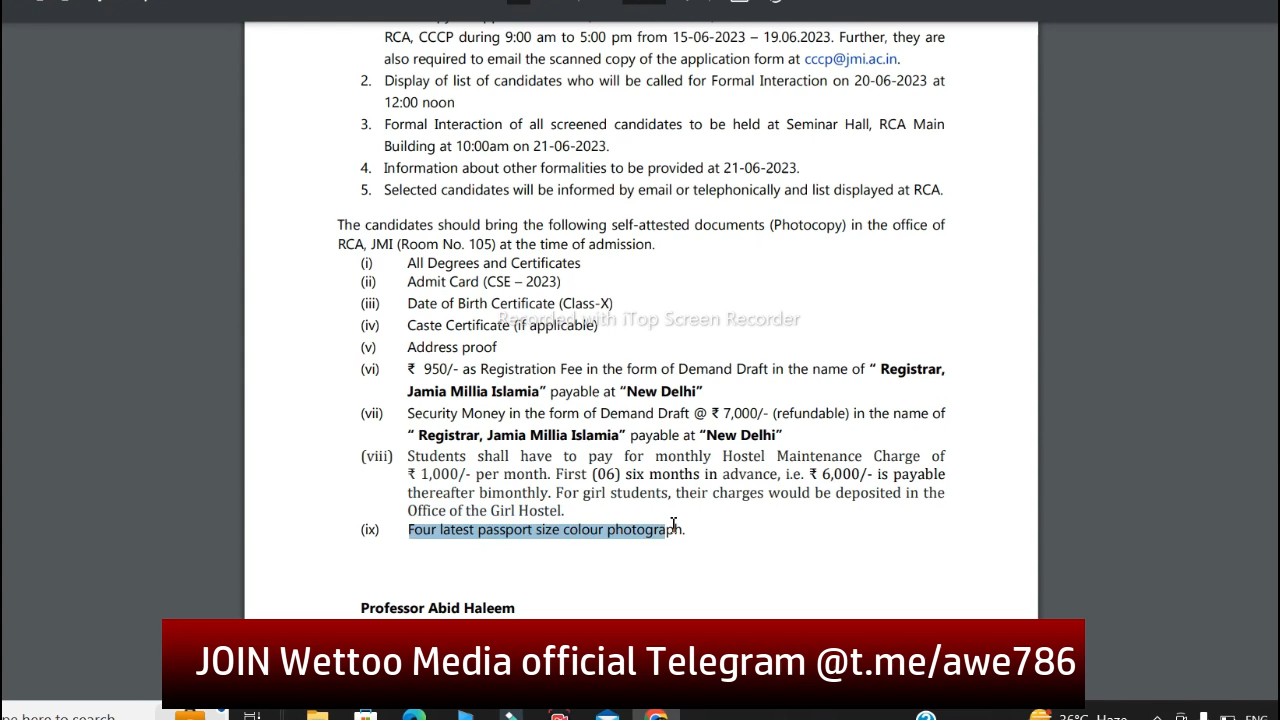 RCA, CCCP during 9:00 am to 5:00 pm from 15-06-2023 – 19.06.2023. Further, they are
also required to email the scanned copy of the application form at cccp@jmi.ac.in.
2. Display of list of candidates who will be called for Formal Interaction on 20-06-2023 at
12:00 noon
3. Formal Interaction of all screened candidates to be held at Seminar Hall, RCA Main
Building at 10:00am on 21-06-2023.
4. Information about other formalities to be provided at 21-06-2023.
5. Selected candidates will be informed by email or telephonically and list displayed at RCA.
The candidates should bring the following self-attested documents (Photocopy) in the office of
RCA, JMI (Room No. 105) at the time of admission.
(i) All Degrees and Certificates
(ii) Admit Card (CSE – 2023)
(iii) Date of Birth Certificate (Class-X)
Recorded with iTop Screen Recorder
(iv) Caste Certificate (if applicable)
(v) Address proof
(vi) ₹ 950/- as Registration Fee in the form of Demand Draft in the name of “ Registrar,
Jamia Millia Islamia” payable at “New Delhi”
(vii) Security Money in the form of Demand Draft @ ₹ 7,000/- (refundable) in the name of
“ Registrar, Jamia Millia Islamia” payable at “New Delhi”
(viii) Students shall have to pay for monthly Hostel Maintenance Charge of
₹ 1,000/- per month. First (06) six months in advance, i.e. ₹ 6,000/- is payable
thereafter bimonthly. For girl students, their charges would be deposited in the
Office of the Girl Hostel.
(ix) Four latest passport size colour photograph.
Professor Abid Haleem
JOIN Wettoo Media official Telegram @t.me/awe786
pe here to search
36°C Haze
ENG